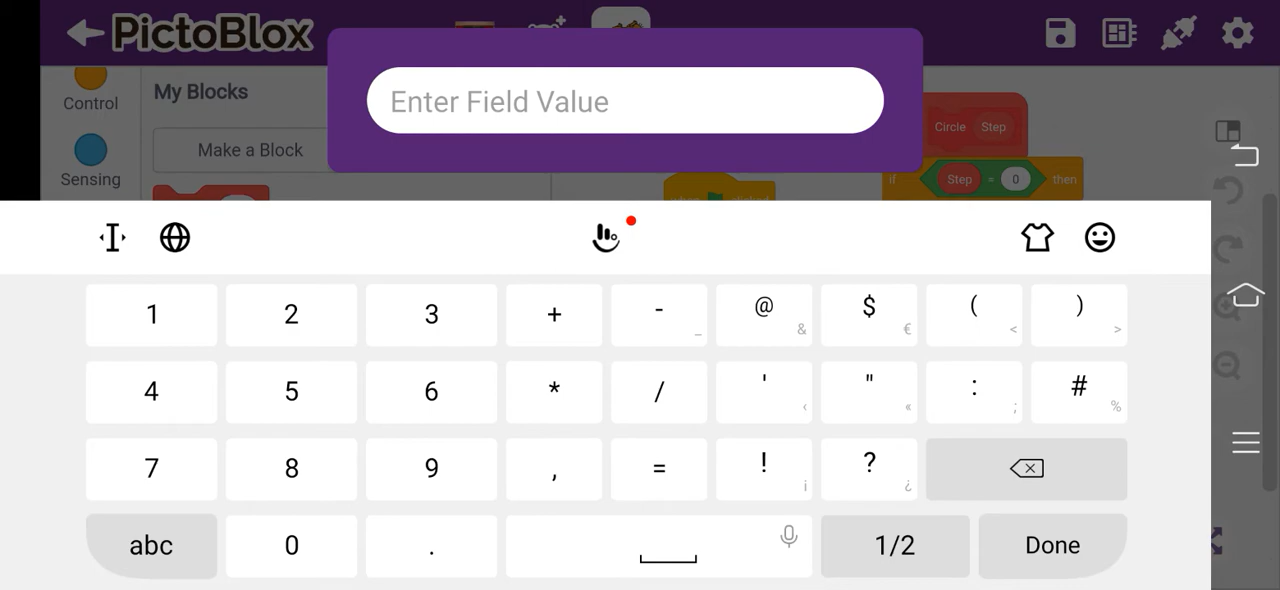 PictoBlox
Enter Field Value
Control
My Blocks
Circle Step
Make a Block
Sensing
if Step = 0 then
1 2 3 + - _ @ & $ € ( < ) >
4 5 6 * / ' ‹ " « : ; # %
7 8 9 , = ! ¡ ? ¿
abc 0 . 1/2 Done